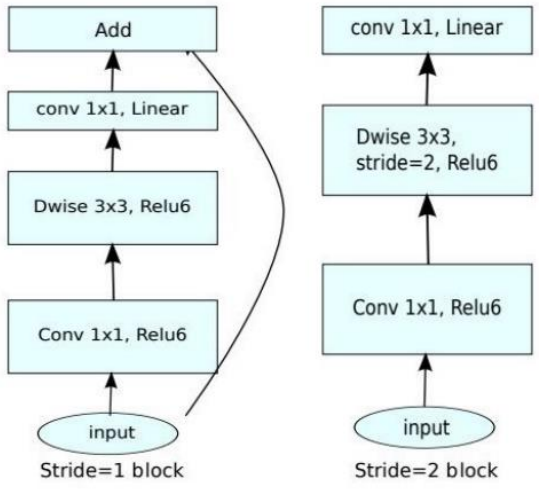 Add
conv 1x1, Linear
Dwise 3x3, Relu6
Conv 1x1, Relu6
input
Stride=1 block
conv 1x1, Linear
Dwise 3x3,
stride=2, Relu6
Conv 1x1, Relu6
input
Stride=2 block